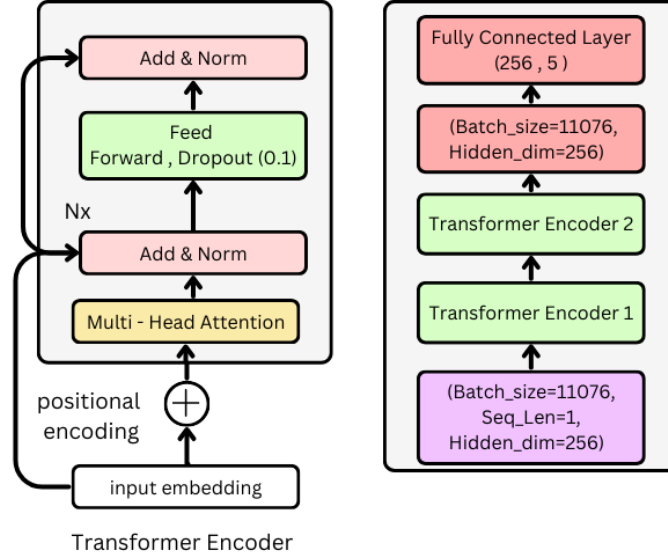 Add & Norm
Feed
Forward , Dropout (0.1)
Nx
Add & Norm
Multi - Head Attention
positional
encoding
input embedding
Transformer Encoder
Fully Connected Layer
(256 , 5 )
(Batch_size=11076,
Hidden_dim=256)
Transformer Encoder 2
Transformer Encoder 1
(Batch_size=11076,
Seq_Len=1,
Hidden_dim=256)